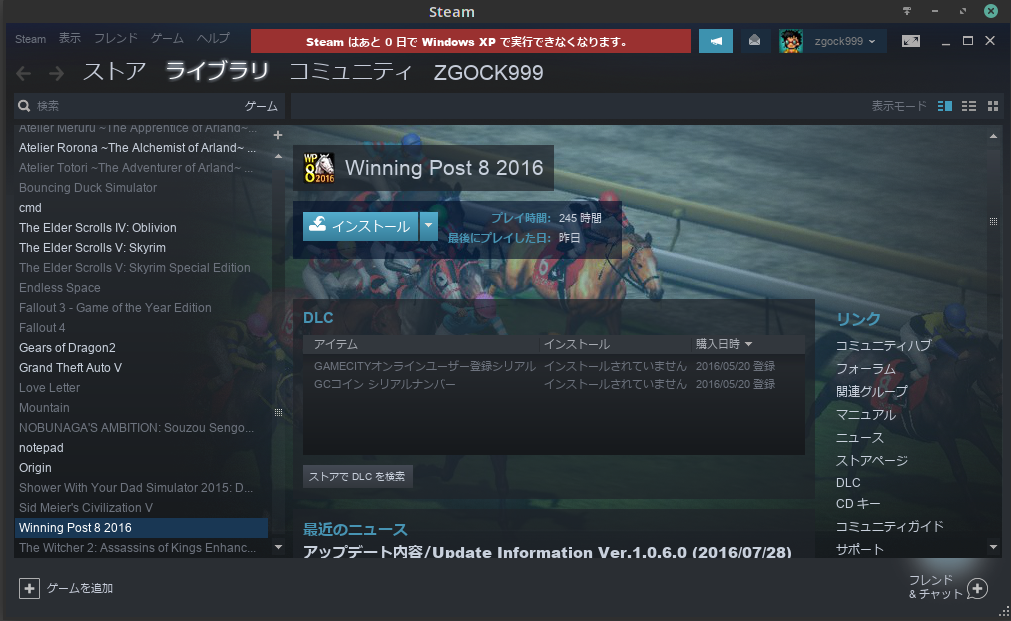 Steam
Steam 表示 フレンド ゲーム ヘルプ
Steam はあと 0 日で Windows XP で実行できなくなります。
zgock999
ストア ライブラリ コミュニティ ZGOCK999
検索 ゲーム
表示モード
Atelier Meruru ~The Apprentice of Arland~...
Atelier Rorona ~The Alchemist of Arland~ ...
Atelier Totori ~The Adventurer of Arland~ ...
Bouncing Duck Simulator
cmd
The Elder Scrolls IV: Oblivion
The Elder Scrolls V: Skyrim
The Elder Scrolls V: Skyrim Special Edition
Endless Space
Fallout 3 - Game of the Year Edition
Fallout 4
Gears of Dragon2
Grand Theft Auto V
Love Letter
Mountain
NOBUNAGA'S AMBITION: Souzou Sengo...
notepad
Origin
Shower With Your Dad Simulator 2015: D...
Sid Meier's Civilization V
Winning Post 8 2016
The Witcher 2: Assassins of Kings Enhanc...
WP
8
2016
Winning Post 8 2016
インストール
プレイ時間: 245 時間
最後にプレイした日: 昨日
DLC
アイテム インストール 購入日時
GAMECITYオンラインユーザー登録シリアル インストールされていません 2016/05/20 登録
GCコイン シリアルナンバー インストールされていません 2016/05/20 登録
ストアで DLC を検索
最近のニュース
アップデート内容/Update Information Ver.1.0.6.0 (2016/07/28)
リンク
コミュニティハブ
フォーラム
関連グループ
マニュアル
ニュース
ストアページ
DLC
CD キー
コミュニティガイド
サポート
ゲームを追加
フレンド
& チャット